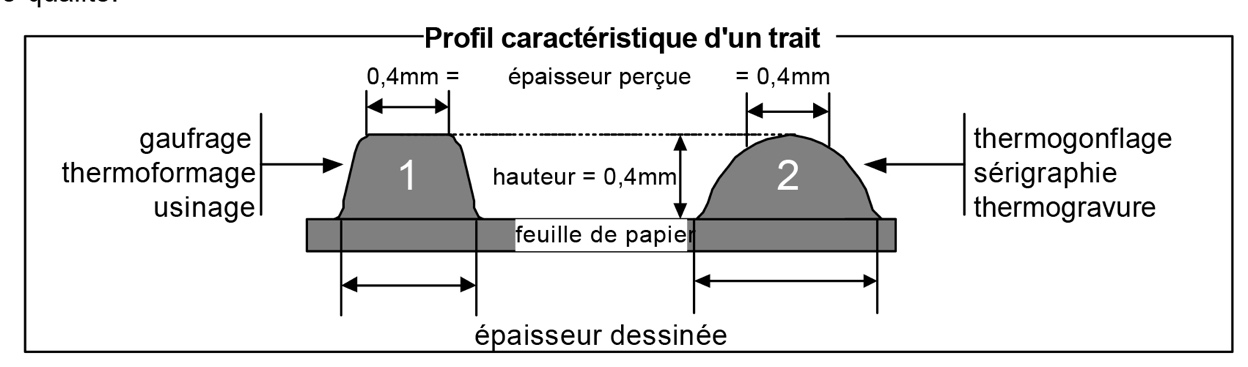 Profil caractéristique d'un trait
0,4mm = épaisseur perçue = 0,4mm
gaufrage
thermoformage
usinage
1
hauteur = 0,4mm
2
thermogonflage
sérigraphie
thermogravure
feuille de papier
épaisseur dessinée